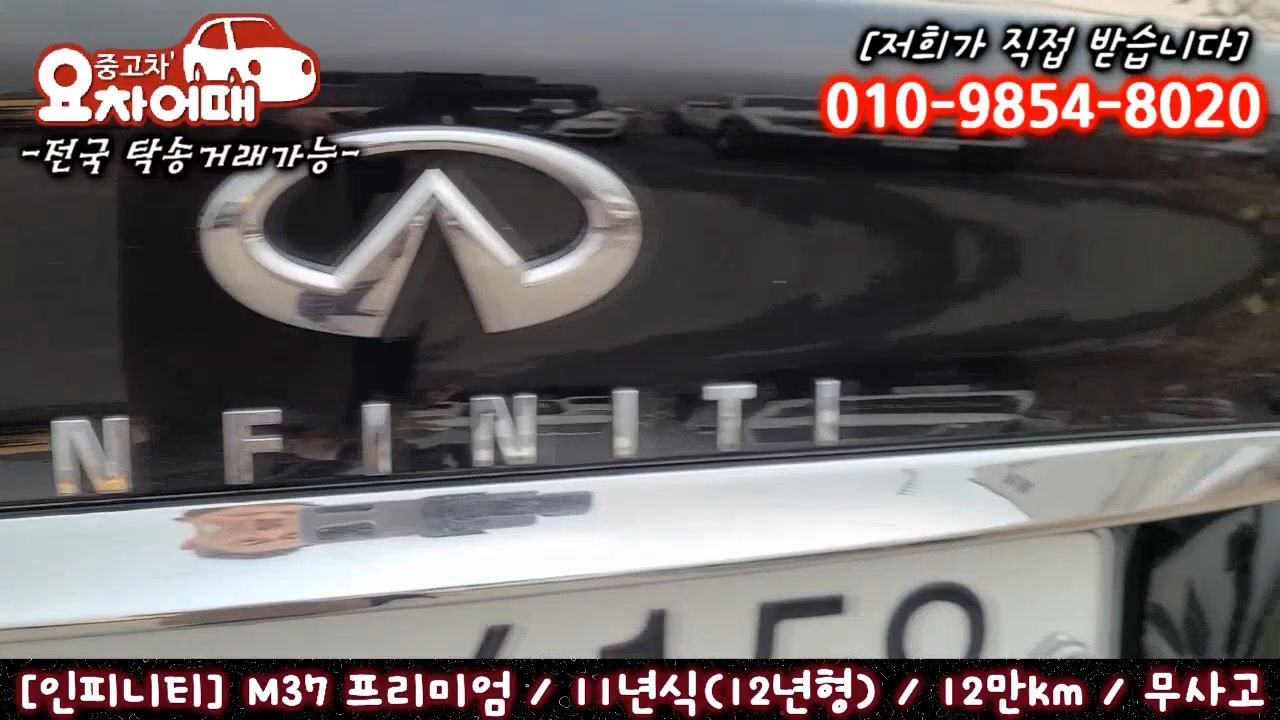 중고차'
요차어때
-전국 탁송거래가능-
[저희가 직접 받습니다]
010-9854-8020
NFINITI
[인피니티] M37 프리미엄 / 11년식(12년형) / 12만km / 무사고